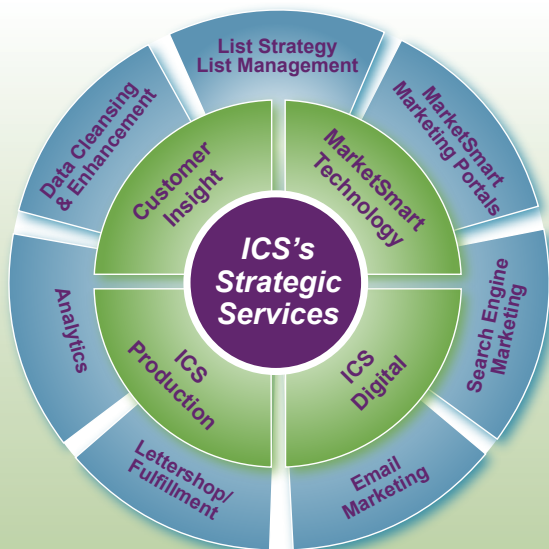 List Strategy
List Management
MarketSmart
Marketing Portals
Search Engine
Marketing
Email
Marketing
Lettershop/
Fulfillment
Analytics
Data Cleansing
& Enhancement
Customer
Insight
MarketSmart
Technology
ICS
Digital
ICS
Production
ICS's
Strategic
Services